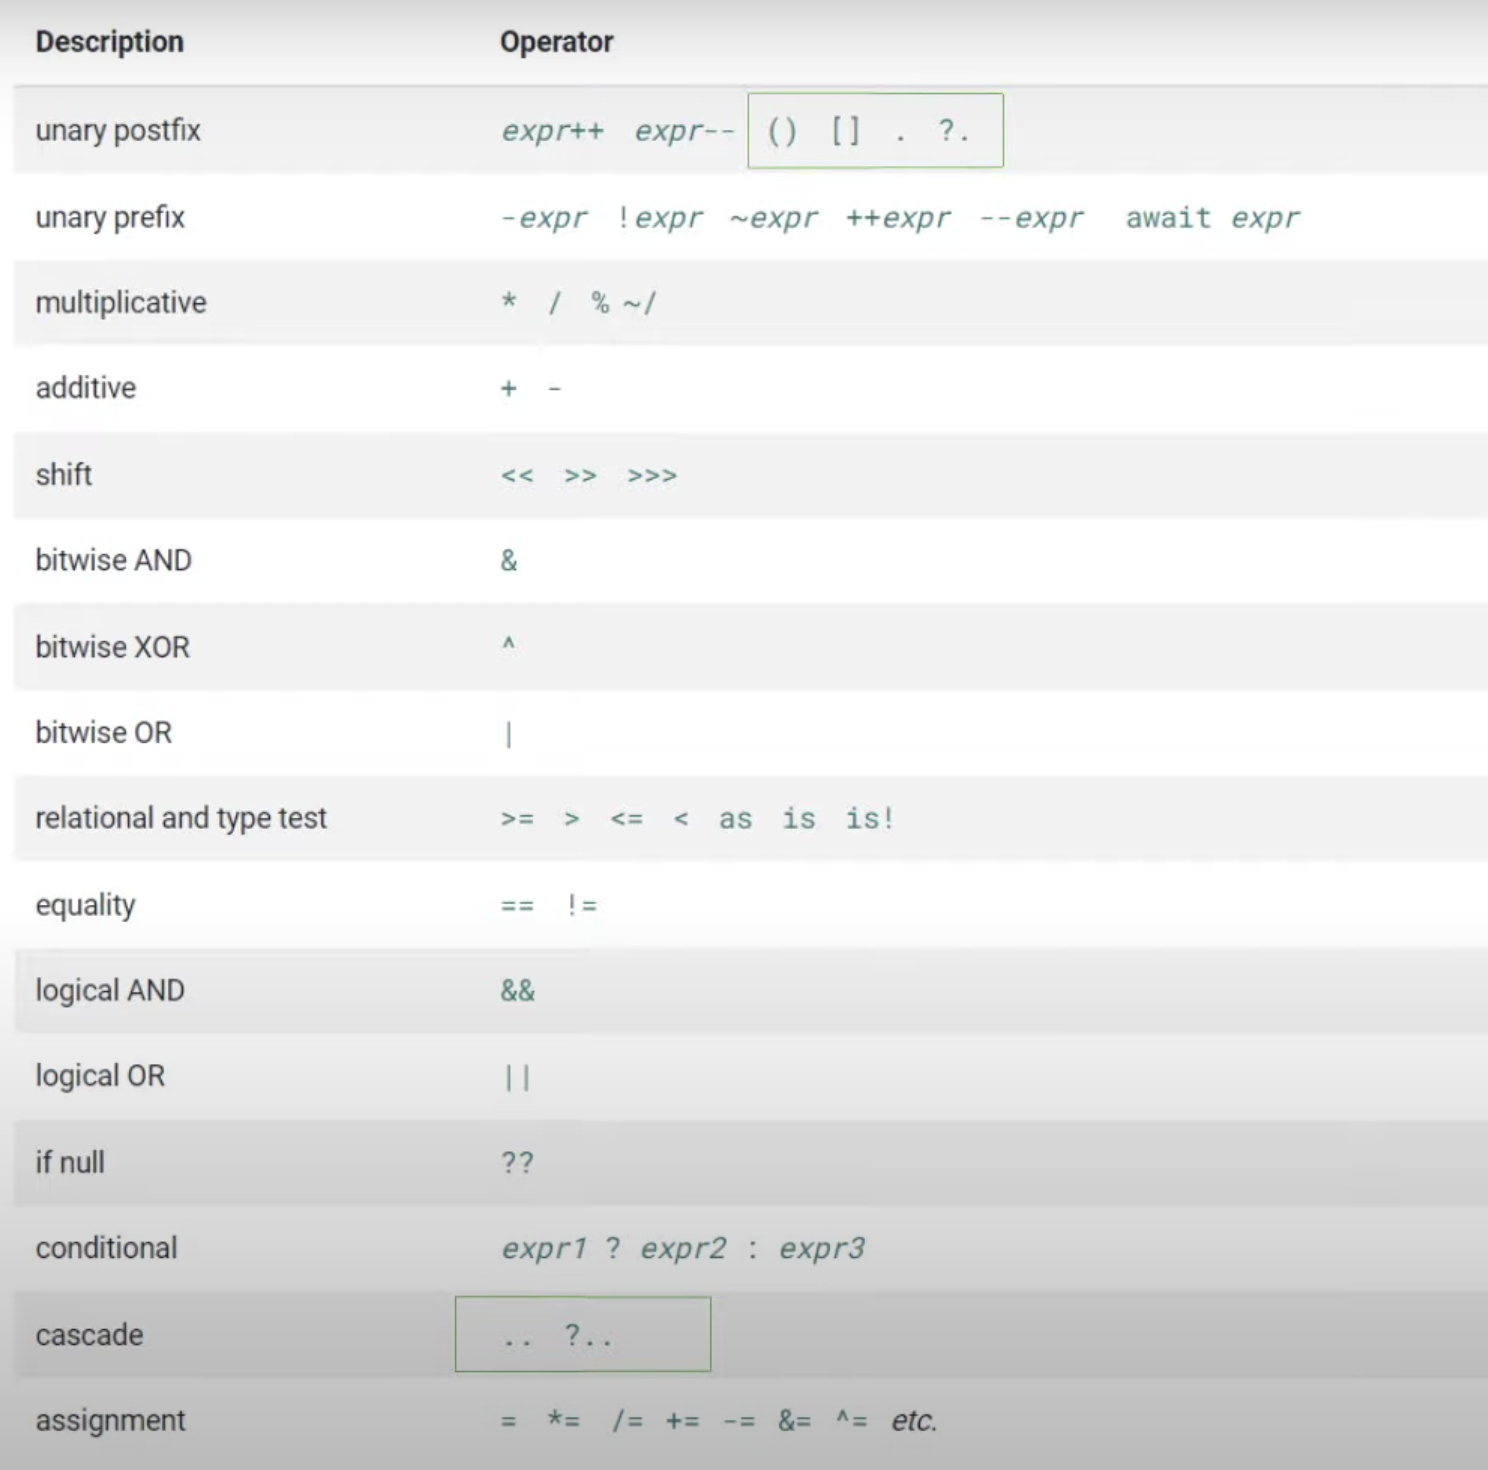 Description Operator
unary postfix expr++ expr-- () [] . ?.
unary prefix -expr !expr ~expr ++expr --expr await expr
multiplicative * / % ~/
additive + -
shift << >> >>>
bitwise AND &
bitwise XOR ^
bitwise OR |
relational and type test >= > <= < as is is!
equality == !=
logical AND &&
logical OR ||
if null ??
conditional expr1 ? expr2 : expr3
cascade .. ?..
assignment = *= /= += -= &= ^= etc.